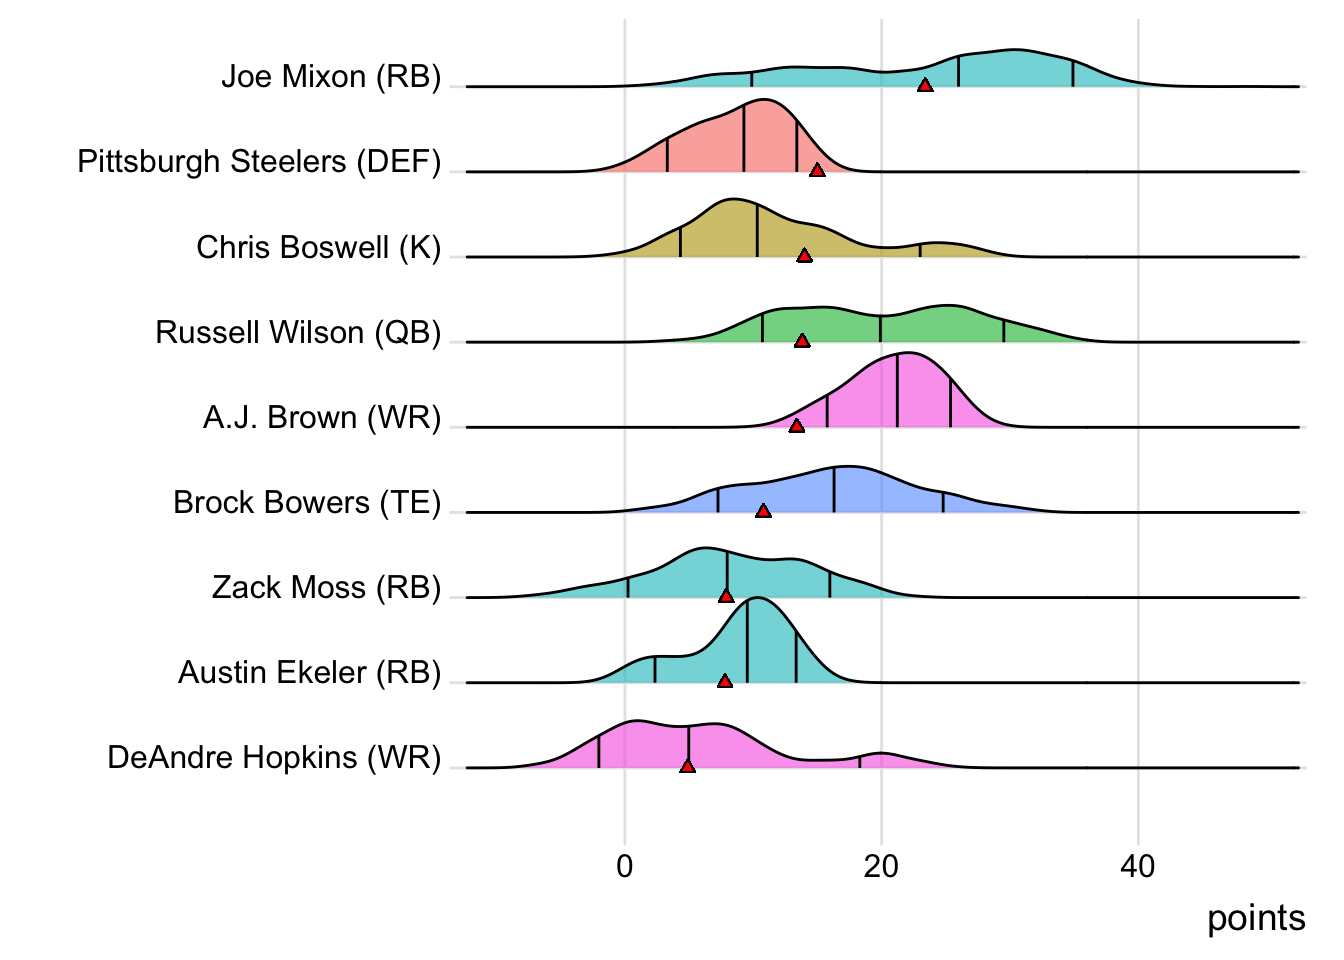 Joe Mixon (RB)
Pittsburgh Steelers (DEF)
Chris Boswell (K)
Russell Wilson (QB)
A.J. Brown (WR)
Brock Bowers (TE)
Zack Moss (RB)
Austin Ekeler (RB)
DeAndre Hopkins (WR)
0 20 40
points